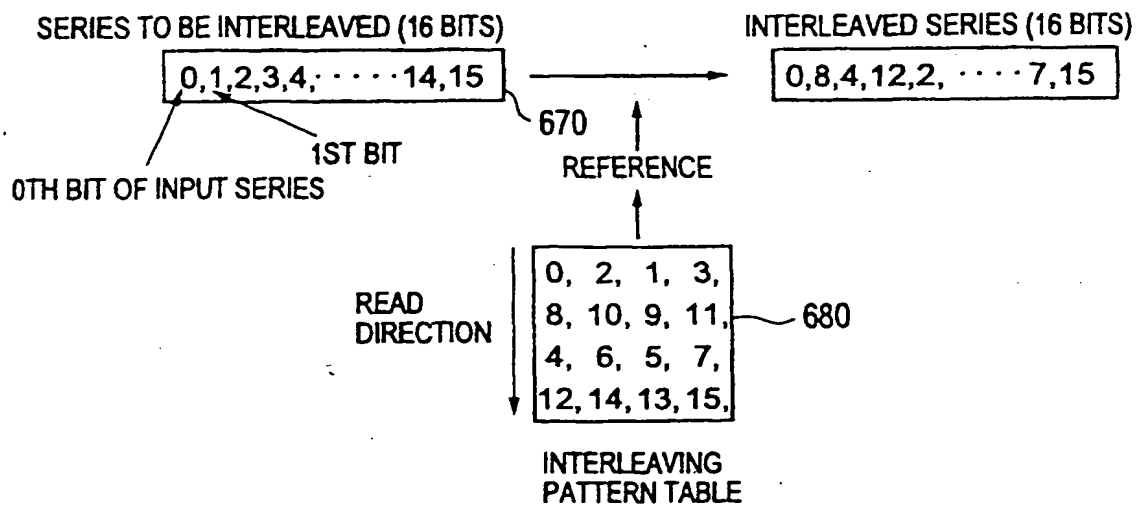 SERIES TO BE INTERLEAVED (16 BITS)
0,1,2,3,4,·····14,15
670
1ST BIT
0TH BIT OF INPUT SERIES
INTERLEAVED SERIES (16 BITS)
0,8,4,12,2, ····7,15
REFERENCE
READ
DIRECTION
0, 2, 1, 3,
8, 10, 9, 11,
4, 6, 5, 7,
12, 14, 13, 15,
680
INTERLEAVING
PATTERN TABLE